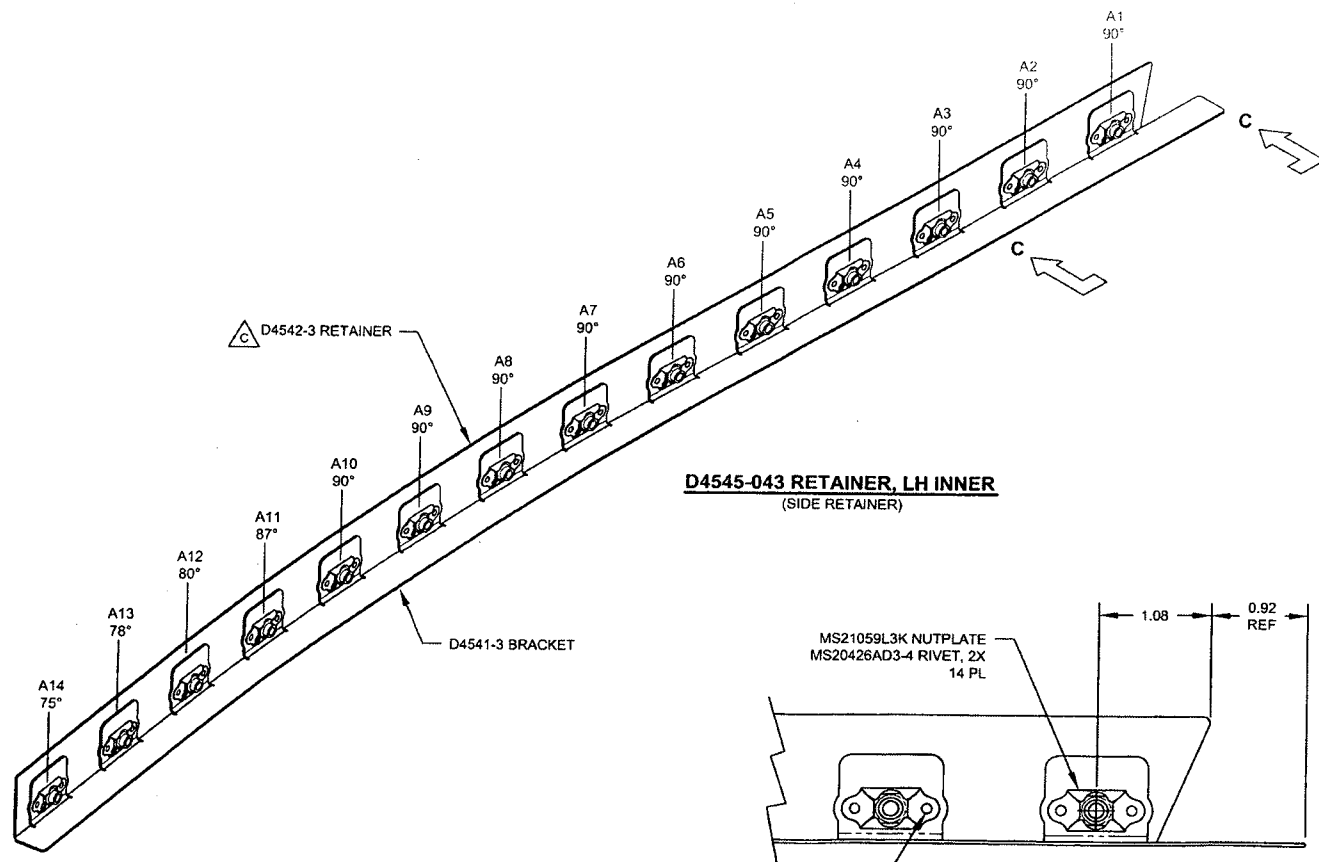 A1
90°
A2
90°
A3
90°
A4
90°
A5
90°
A6
90°
A7
90°
A8
90°
A9
90°
A10
90°
A11
87°
A12
80°
A13
78°
A14
75°
C
C
C D4542-3 RETAINER
D4541-3 BRACKET
D4545-043 RETAINER, LH INNER
(SIDE RETAINER)
MS21059L3K NUTPLATE
MS20426AD3-4 RIVET, 2X
14 PL
1.08
0.92
REF